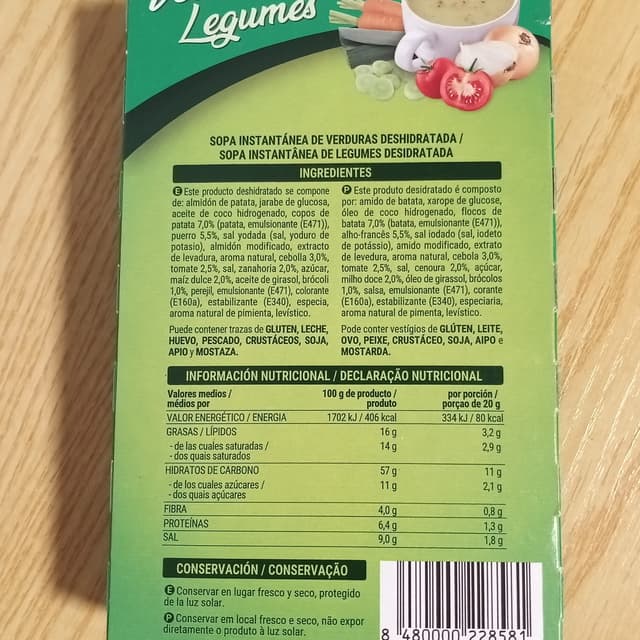 Legumes
SOPA INSTANTÁNEA DE VERDURAS DESHIDRATADA /
SOPA INSTANTÂNEA DE LEGUMES DESIDRATADA
INGREDIENTES
E Este producto deshidratado se compone
de: almidón de patata, jarabe de glucosa,
aceite de coco hidrogenado, copos de
patata 7,0% (patata, emulsionante (E471)),
puerro 5,5%, sal yodada (sal, yoduro de
potasio), almidón modificado, extracto
de levadura, aroma natural, cebolla 3,0%,
tomate 2,5%, sal, zanahoria 2,0%, azúcar,
maíz dulce 2,0%, aceite de girasol, brócoli
1,0%, perejil, emulsionante (E471), colorante
(E160a), estabilizante (E340), especia,
aroma natural de pimienta, levístico.
Puede contener trazas de GLUTEN, LECHE,
HUEVO, PESCADO, CRUSTÁCEOS, SOJA,
APIO y MOSTAZA.
P Este produto desidratado é composto
por: amido de batata, xarope de glucose,
óleo de coco hidrogenado, flocos de
batata 7,0% (batata, emulsionante (E471)),
alho-francês 5,5%, sal iodado (sal, iodeto
de potássio), amido modificado, extrato
de levedura, aroma natural, cebola 3,0%,
tomate 2,5%, sal, cenoura 2,0%, açúcar,
milho doce 2,0%, óleo de girassol, brócolos
1,0%, salsa, emulsionante (E471), corante
(E160a), estabilizante (E340), especiaria,
aroma natural de pimenta, levístico.
Pode conter vestígios de GLÚTEN, LEITE,
OVO, PEIXE, CRUSTÁCEO, SOJA, AIPO e
MOSTARDA.
INFORMACIÓN NUTRICIONAL / DECLARAÇÃO NUTRICIONAL
Valores medios / 100 g de producto / por porción /
médios por produto porçao de 20 g
VALOR ENERGÉTICO / ENERGIA 1702 kJ / 406 kcal 334 kJ / 80 kcal
GRASAS / LÍPIDOS 16 g 3,2 g
- de las cuales saturadas / 14 g 2,9 g
- dos quais saturados
HIDRATOS DE CARBONO 57 g 11 g
- de los cuales azúcares / 11 g 2,1 g
- dos quais açúcares
FIBRA 4,0 g 0,8 g
PROTEÍNAS 6,4 g 1,3 g
SAL 9,0 g 1,8 g
CONSERVACIÓN / CONSERVAÇÃO
E Conservar en lugar fresco y seco, protegido
de la luz solar.
P Conservar em local fresco e seco, não expor
diretamente o produto à luz solar.
8 480000 228581